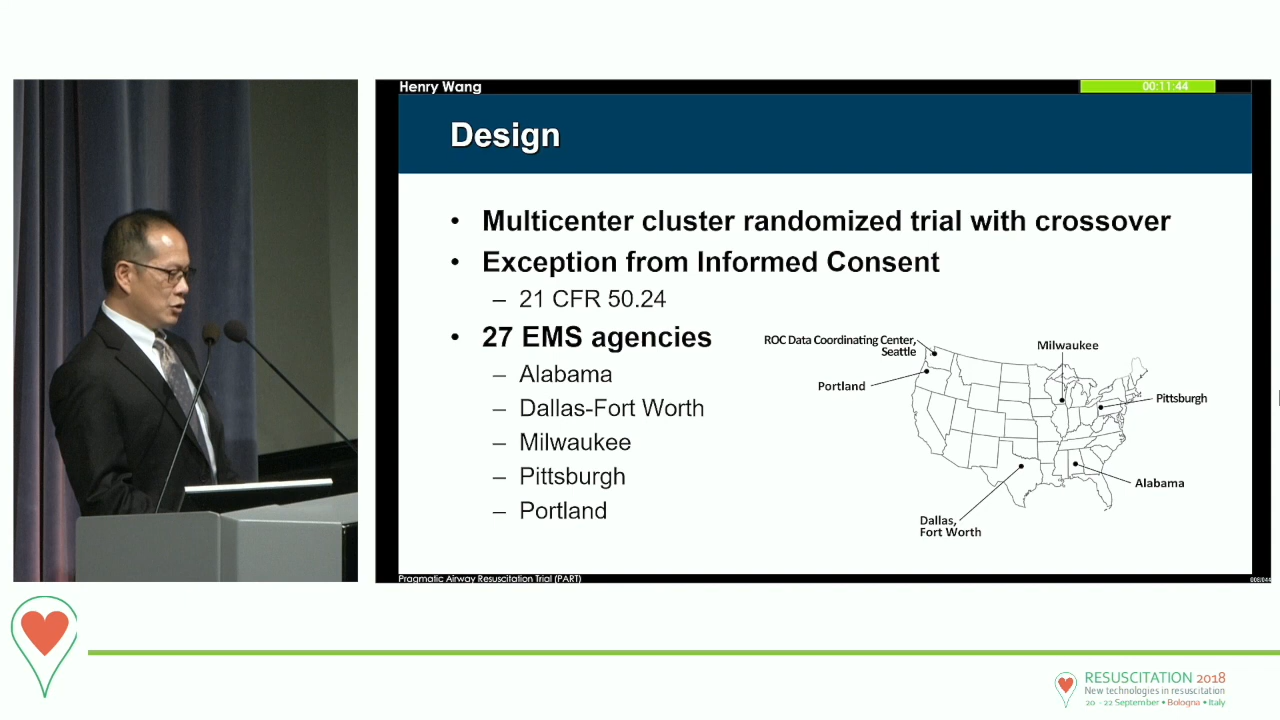 Henry Wang
00:11:44
Design
• Multicenter cluster randomized trial with crossover
• Exception from Informed Consent
– 21 CFR 50.24
• 27 EMS agencies
– Alabama
– Dallas-Fort Worth
– Milwaukee
– Pittsburgh
– Portland
ROC Data Coordinating Center,
Seattle
Portland
Milwaukee
Pittsburgh
Alabama
Dallas,
Fort Worth
Pragmatic Airway Resuscitation Trial (PART)
RESUSCITATION 2018
New technologies in resuscitation
20 - 22 September • Bologna • Italy